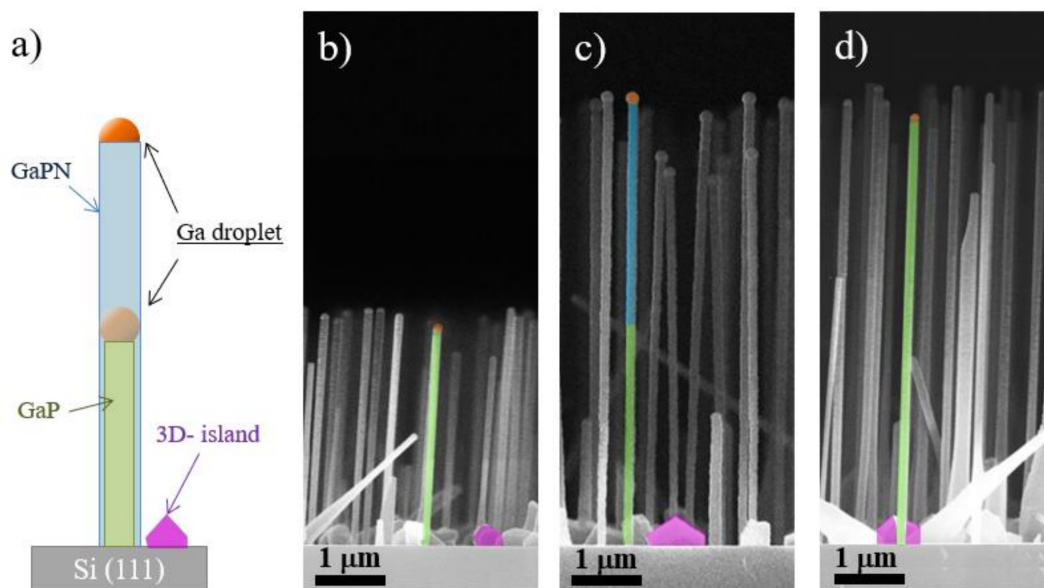 a)
GaPN
Ga droplet
GaP
3D- island
Si (111)
b)
1 μm
c)
1 μm
d)
1 μm